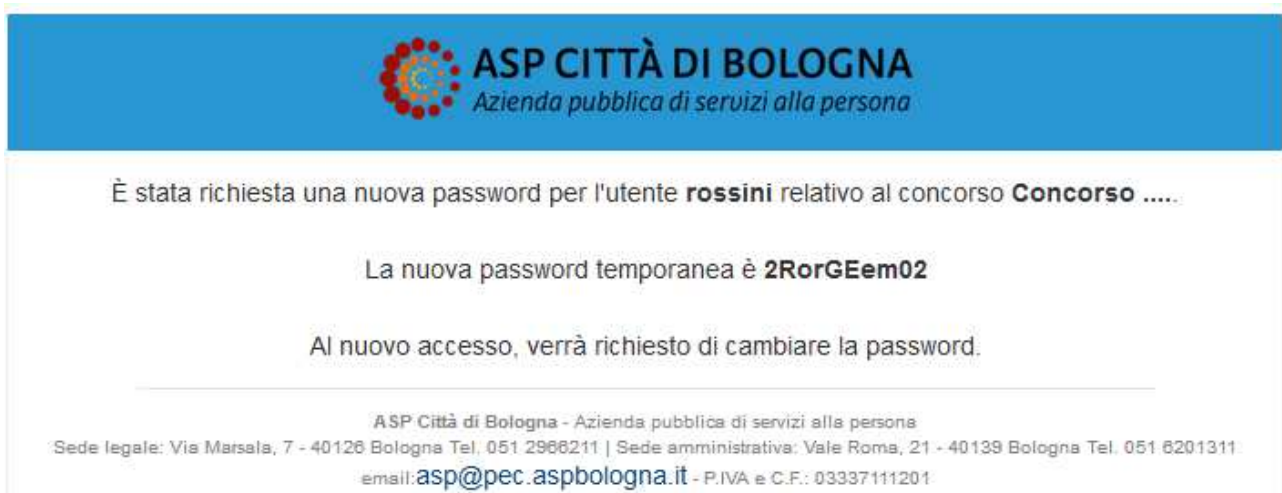 ASP CITTÀ DI BOLOGNA
Azienda pubblica di servizi alla persona
È stata richiesta una nuova password per l'utente rossini relativo al concorso Concorso .....
La nuova password temporanea è 2RorGEem02
Al nuovo accesso, verrà richiesto di cambiare la password.
ASP Città di Bologna - Azienda pubblica di servizi alla persona
Sede legale: Via Marsala, 7 - 40126 Bologna Tel. 051 2966211 | Sede amministrativa: Vale Roma, 21 - 40139 Bologna Tel. 051 6201311
email:asp@pec.aspbologna.it - P.IVA e C.F.: 03337111201